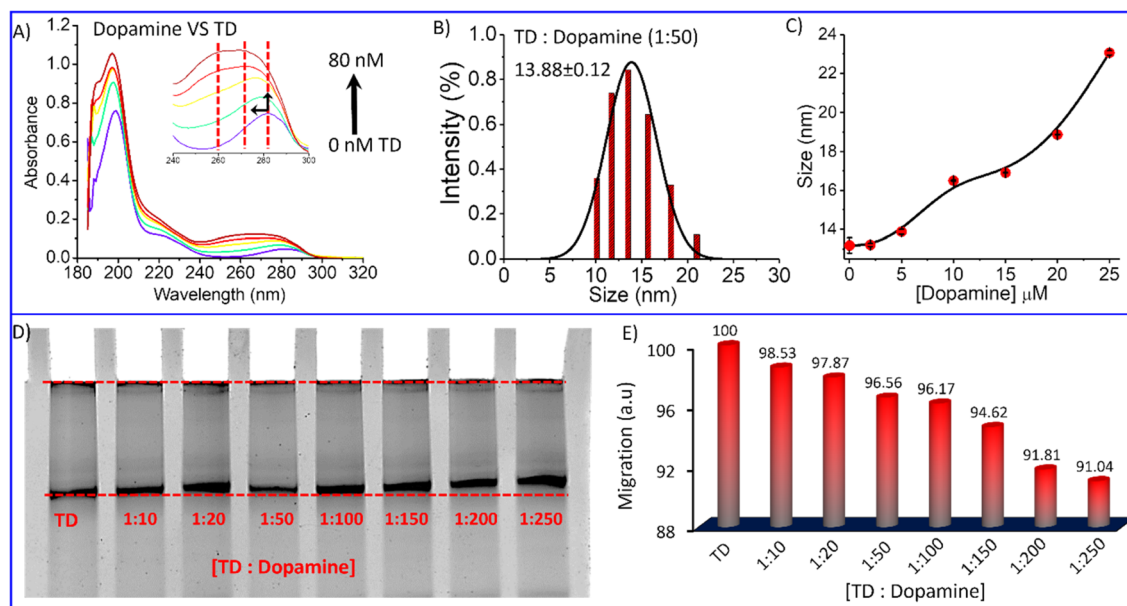 A)
Dopamine VS TD
Absorbance
1.0
0.8
0.6
0.4
0.2
0.0
180 200 220 240 260 280 300 320
Wavelength (nm)
240 260 280 300
80 nM
0 nM TD
B)
TD : Dopamine (1:50)
13.88±0.12
Intensity (%)
1.0
0.8
0.6
0.4
0.2
0.0
0 5 10 15 20 25 30
Size (nm)
C)
Size (nm)
24
22
20
18
16
14
12
0 5 10 15 20 25
[Dopamine] μM
D)
TD 1:10 1:20 1:50 1:100 1:150 1:200 1:250
[TD : Dopamine]
E)
Migration (a.u)
100
96
92
88
100 98.53 97.87 96.56 96.17 94.62 91.81 91.04
TD 1:10 1:20 1:50 1:100 1:150 1:200 1:250
[TD : Dopamine]